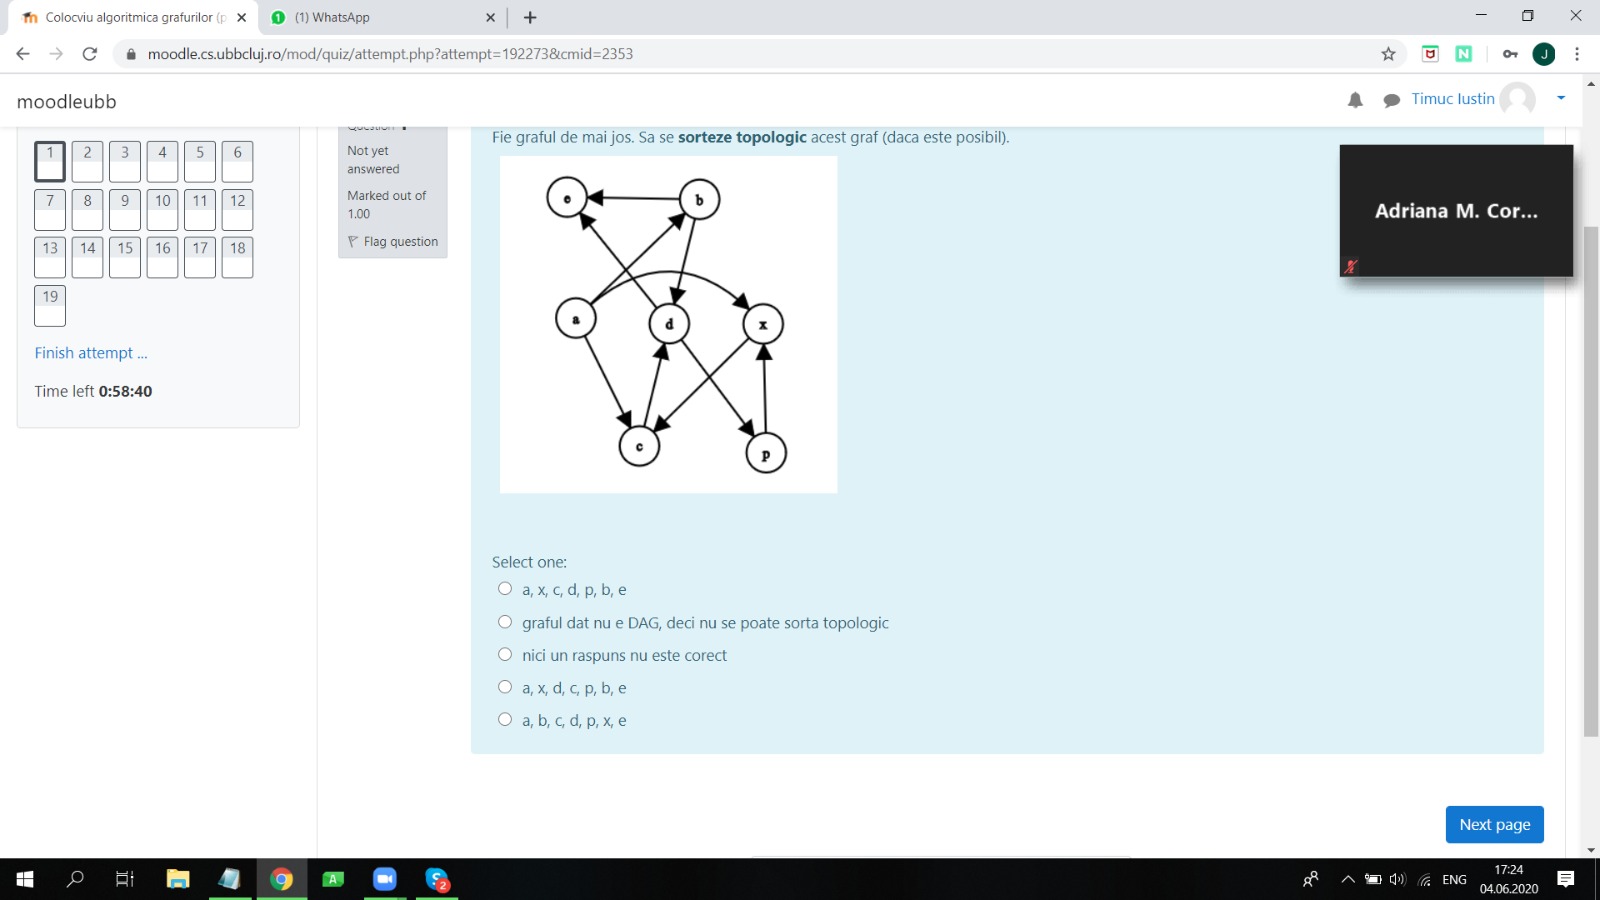 Colocviu algoritmica grafurilor (p
(1) WhatsApp
moodle.cs.ubbcluj.ro/mod/quiz/attempt.php?attempt=192273&cmid=2353
J
moodleubb
Timuc Iustin
1 2 3 4 5 6
7 8 9 10 11 12
13 14 15 16 17 18
19
Finish attempt ...
Time left 0:58:40
Not yet
answered
Marked out of
1.00
Flag question
Fie graful de mai jos. Sa se sorteze topologic acest graf (daca este posibil).
e b
a d x
c p
Adriana M. Cor...
Select one:
a, x, c, d, p, b, e
graful dat nu e DAG, deci nu se poate sorta topologic
nici un raspuns nu este corect
a, x, d, c, p, b, e
a, b, c, d, p, x, e
Next page
A
2
ENG
17:24
04.06.2020